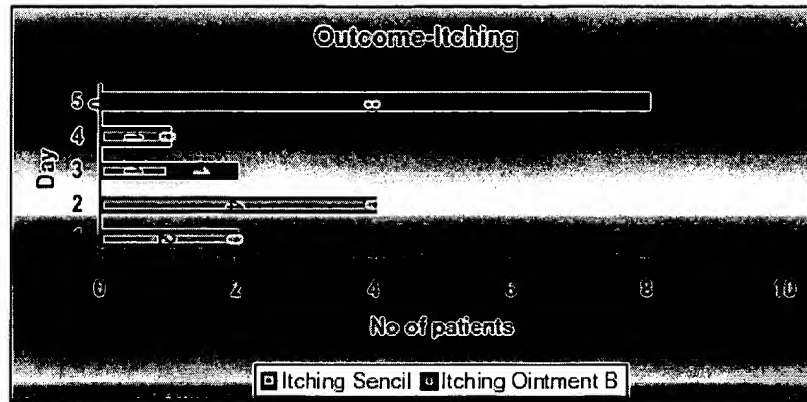 Outcome-Itching
Day
5
4
3
2
0 2 4 6 8 10
No of patients
Itching Sencil Itching Ointment B